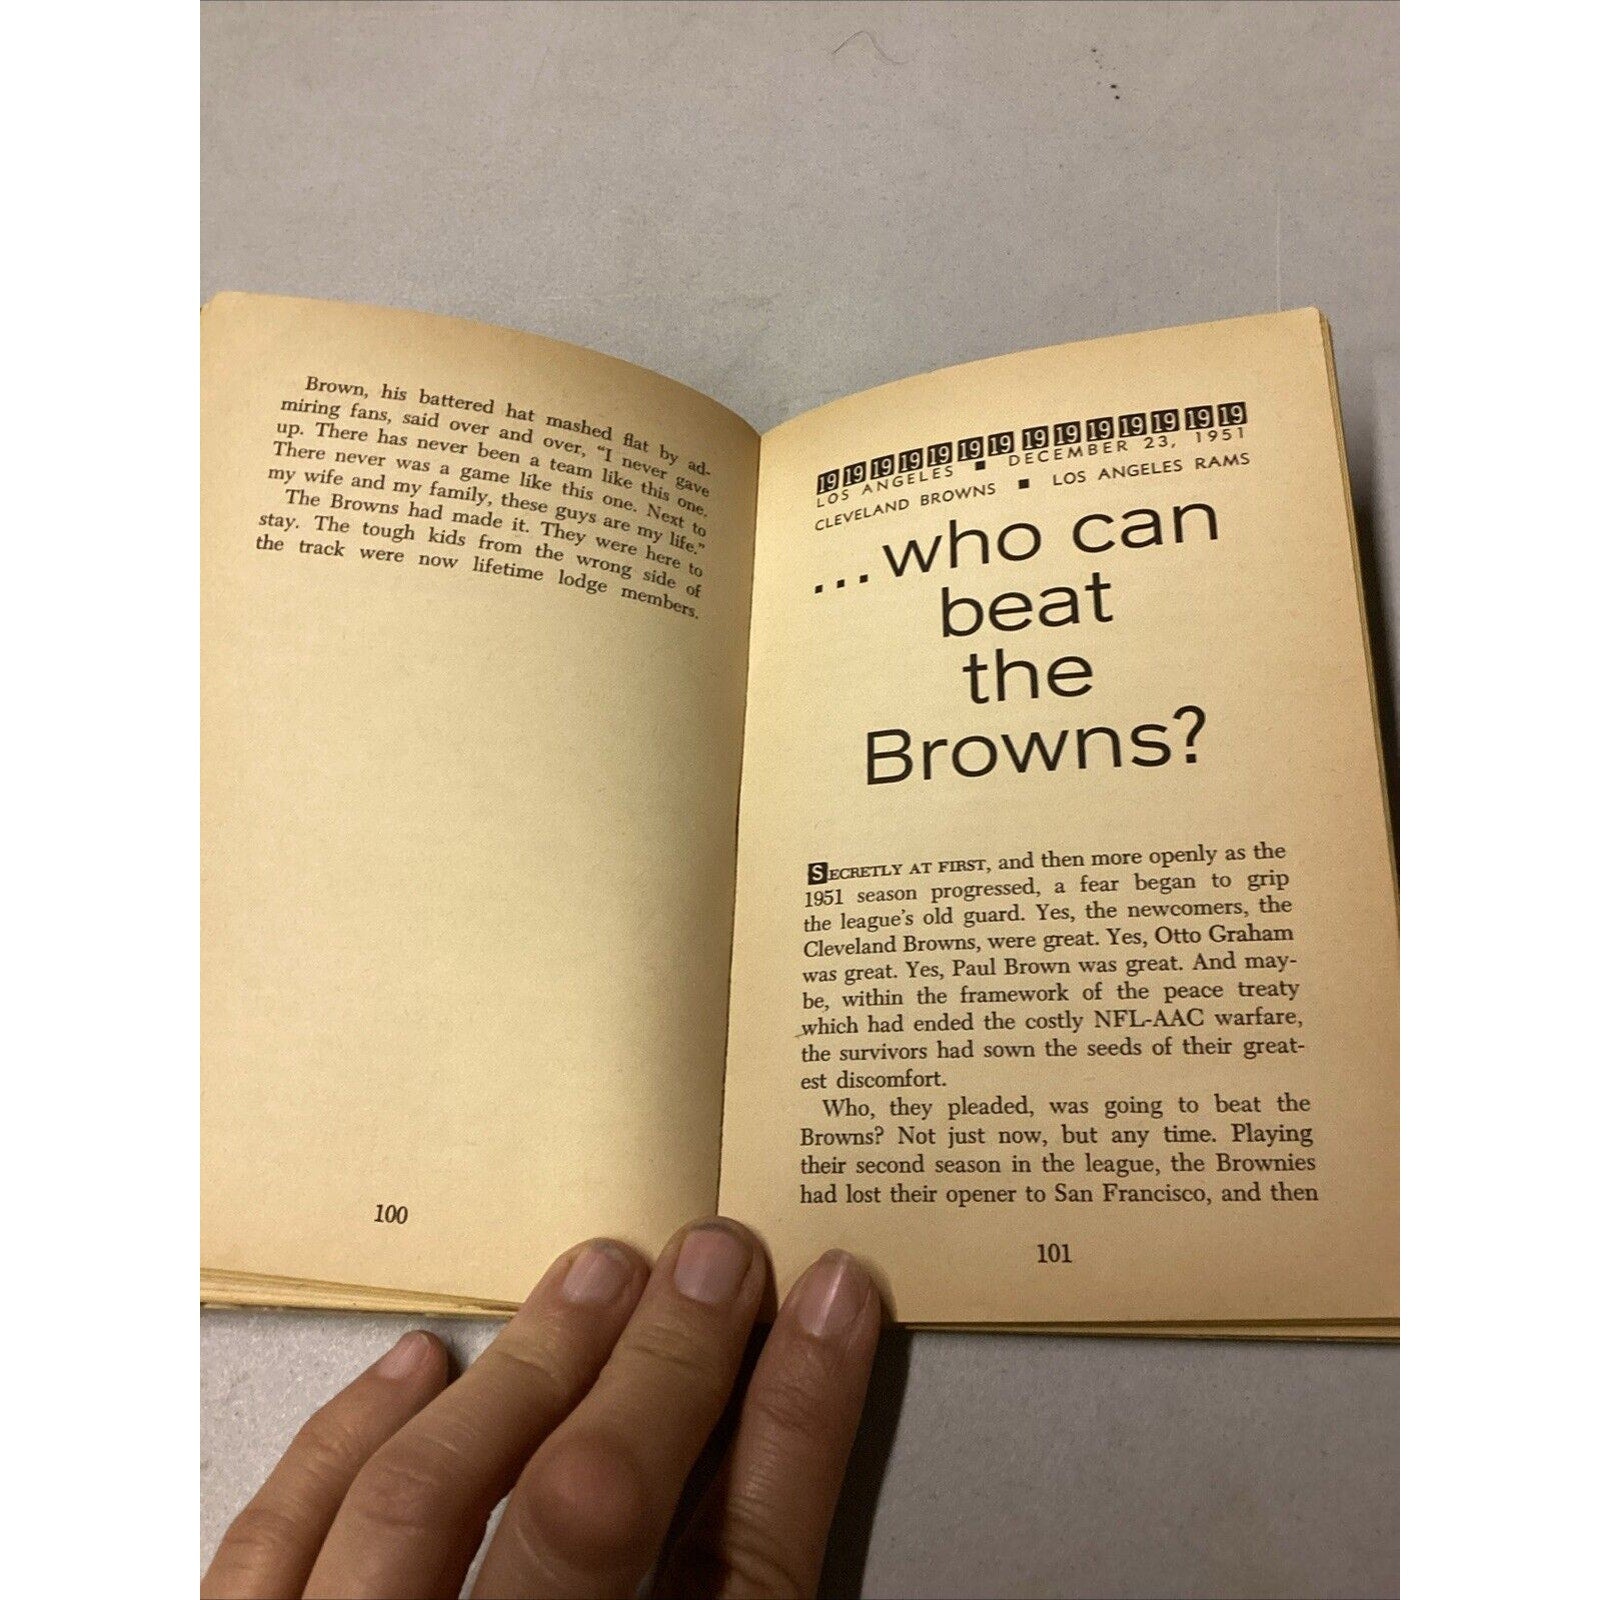 Brown, his battered hat mashed flat by ad-
miring fans, said over and over, "I never gave
up. There has never been a team like this one.
There never was a game like this one. Next to
my wife and my family, these guys are my life."
The Browns had made it. They were here to
stay. The tough kids from the wrong side of
the track were now lifetime lodge members.
100
19 19 19 19 19 19 19 19 19 19 19 19 19 19
LOS ANGELES ■ DECEMBER 23, 1951
CLEVELAND BROWNS ■ LOS ANGELES RAMS
...who can
beat
the
Browns?
SECRETLY AT FIRST, and then more openly as the
1951 season progressed, a fear began to grip
the league's old guard. Yes, the newcomers, the
Cleveland Browns, were great. Yes, Otto Graham
was great. Yes, Paul Brown was great. And may-
be, within the framework of the peace treaty
which had ended the costly NFL-AAC warfare,
the survivors had sown the seeds of their great-
est discomfort.
Who, they pleaded, was going to beat the
Browns? Not just now, but any time. Playing
their second season in the league, the Brownies
had lost their opener to San Francisco, and then
101